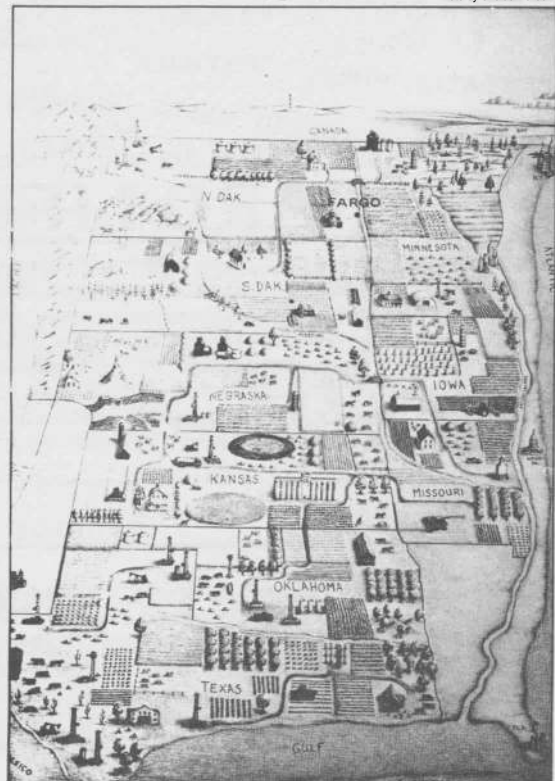 CANADA
N. DAK.
FARGO
MINNESOTA
S. DAK.
IOWA
NEBRASKA
KANSAS
MISSOURI
OKLAHOMA
TEXAS
GULF